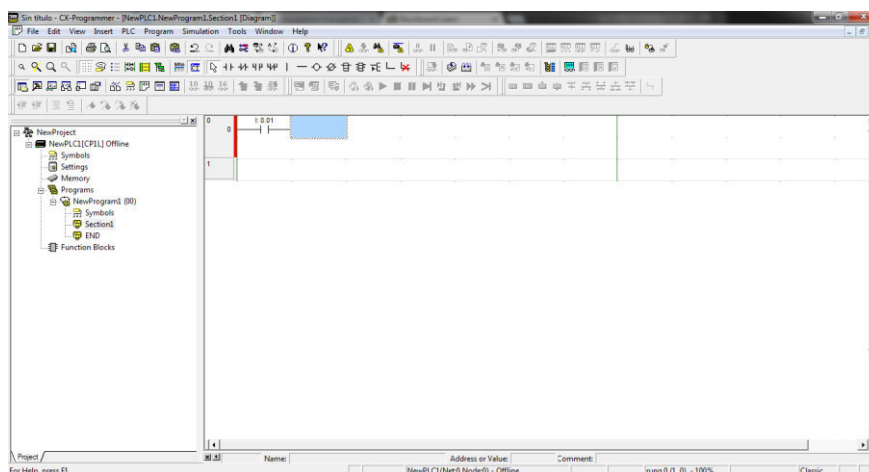 Sin título - CX-Programmer - [NewPLC1.NewProgram1.Section1 [Diagram]]
File Edit View Insert PLC Program Simulation Tools Window Help
NewProject
NewPLC1[CP1L] Offline
Symbols
Settings
Memory
Programs
NewProgram1 (00)
Symbols
Section1
END
Function Blocks
0
0
I: 0.01
1
Project
Name:
Address or Value:
Comment:
For Help, press F1
NewPLC1(Net:0,Node:0) - Offline
rung 0 (1, 0) - 100%
Classic